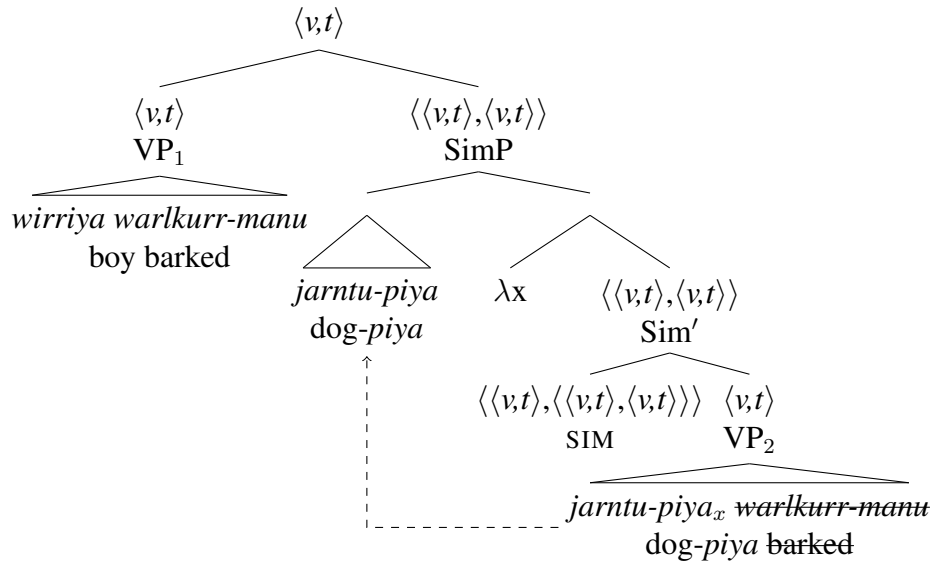 ⟨v,t⟩
⟨v,t⟩ ⟨⟨v,t⟩,⟨v,t⟩⟩
VP₁ SimP
wirriya warlkurr-manu
boy barked
jarntu-piya λx ⟨⟨v,t⟩,⟨v,t⟩⟩
dog-piya Sim′
⟨⟨v,t⟩,⟨⟨v,t⟩,⟨v,t⟩⟩⟩ ⟨v,t⟩
SIM VP₂
jarntu-piyaₓ warlkurr-manu
dog-piya barked